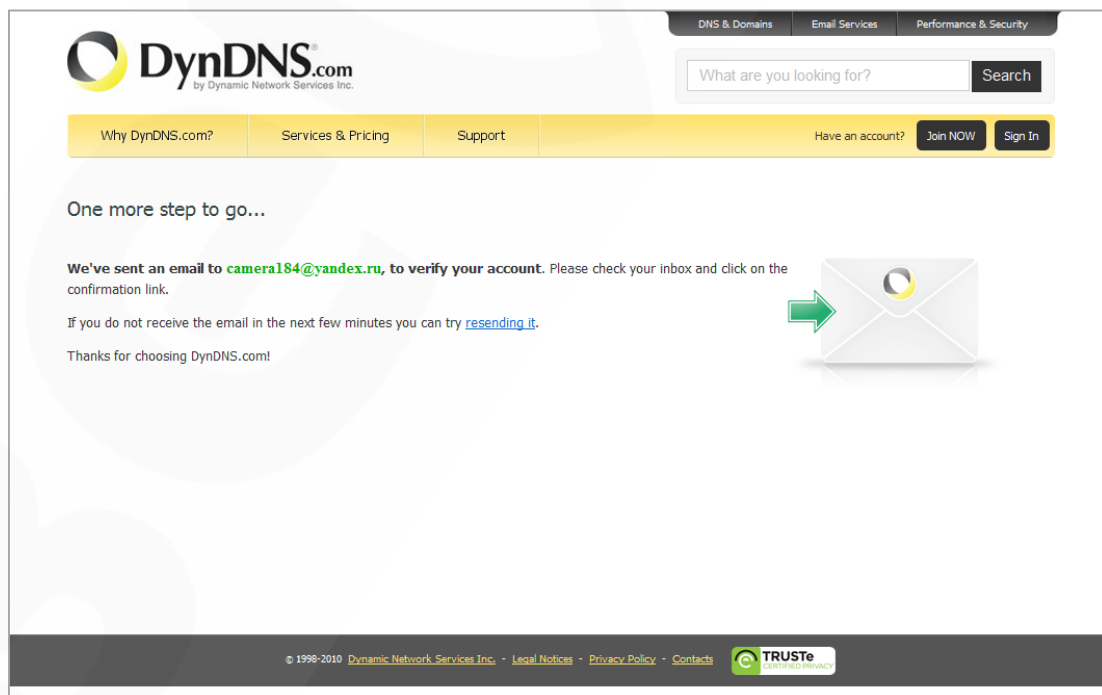 DNS & Domains Email Services Performance & Security
DynDNS.com
by Dynamic Network Services Inc.
What are you looking for? Search
Why DynDNS.com? Services & Pricing Support Have an account? Join NOW Sign In
One more step to go...
We've sent an email to camera184@yandex.ru, to verify your account. Please check your inbox and click on the
confirmation link.
If you do not receive the email in the next few minutes you can try resending it.
Thanks for choosing DynDNS.com!
© 1998-2010 Dynamic Network Services Inc. - Legal Notices - Privacy Policy - Contacts
TRUSTe
CERTIFIED PRIVACY